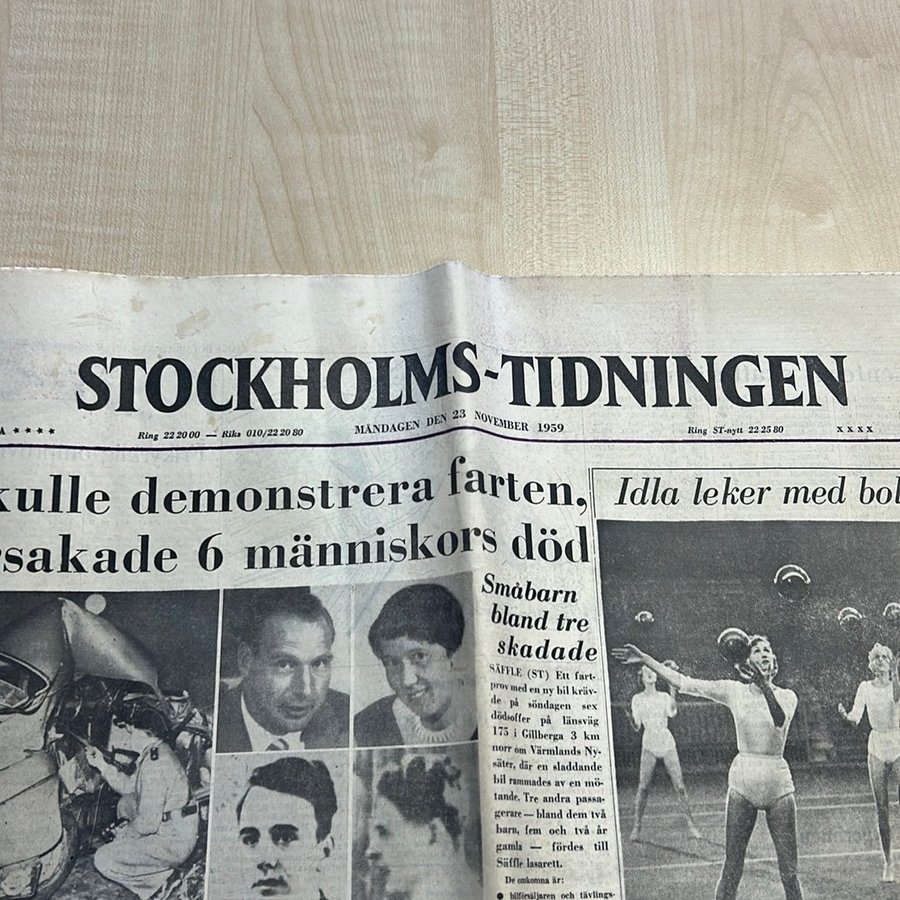 STOCKHOLMS-TIDNINGEN
A ★ ★ ★ ★
Ring 22 20 00 — Riks 010/22 20 80
MÅNDAGEN DEN 23 NOVEMBER 1959
Ring ST-nytt 22 25 80
X X X X
kulle demonstrera farten,
rsakade 6 människors död
Idla leker med bol
Småbarn
bland tre
skadade
SÄFFLE (ST) Ett fart-
prov med en ny bil kräv-
de på söndagen sex
dödsoffer på länsväg
175 i Gillberga 3 km
norr om Värmlands Ny-
säter, där en sladdande
bil rammades av en mö-
tande. Tre andra passa-
gerare — bland dem två
barn, fem och två år
gamla — fördes till
Säffle lasarett.
De omkomna är:
● bilförsäljaren och tävlings-